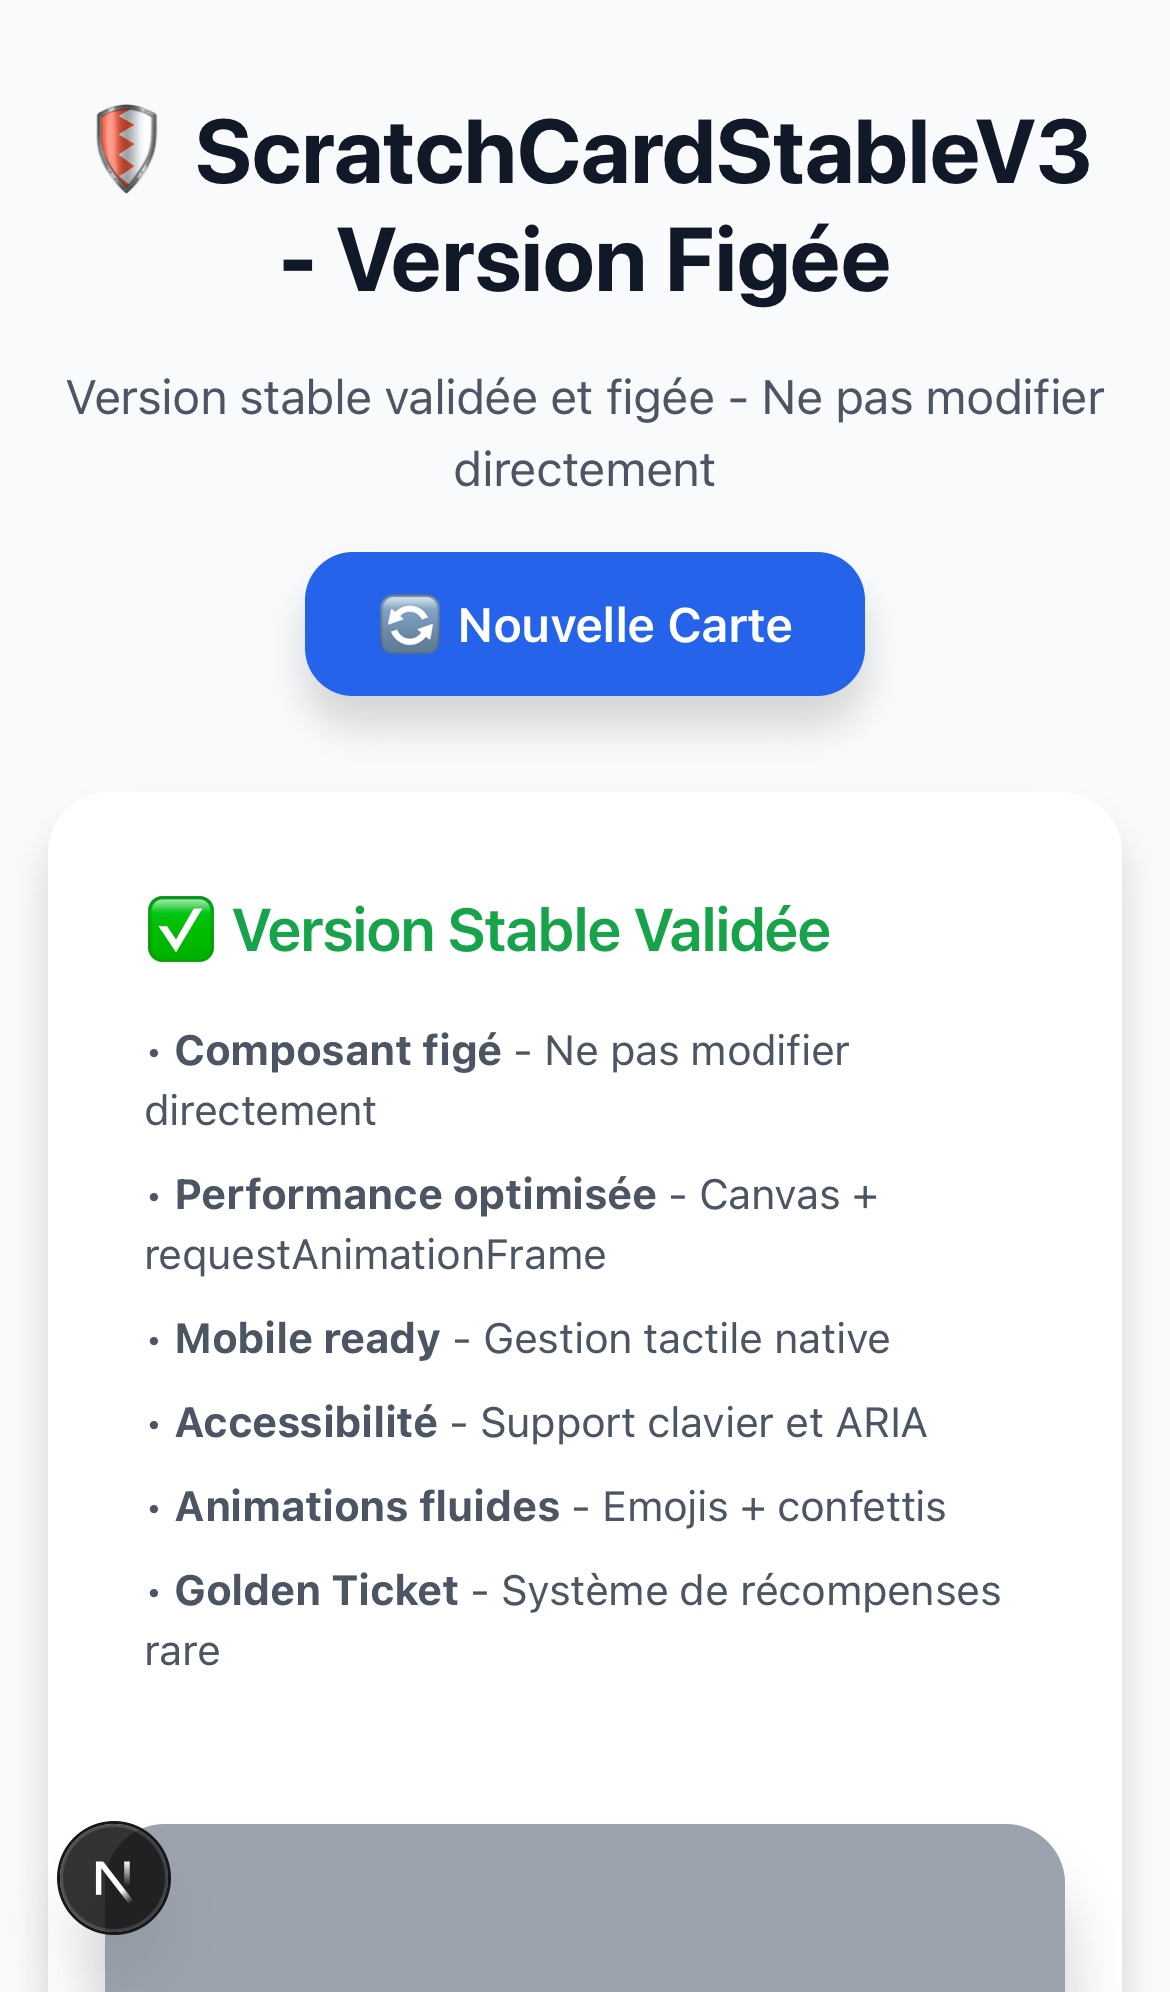 🛡️ ScratchCardStableV3
- Version Figée
Version stable validée et figée - Ne pas modifier
directement
🔄 Nouvelle Carte
✅ Version Stable Validée
• Composant figé - Ne pas modifier
directement
• Performance optimisée - Canvas +
requestAnimationFrame
• Mobile ready - Gestion tactile native
• Accessibilité - Support clavier et ARIA
• Animations fluides - Emojis + confettis
• Golden Ticket - Système de récompenses
rare
N